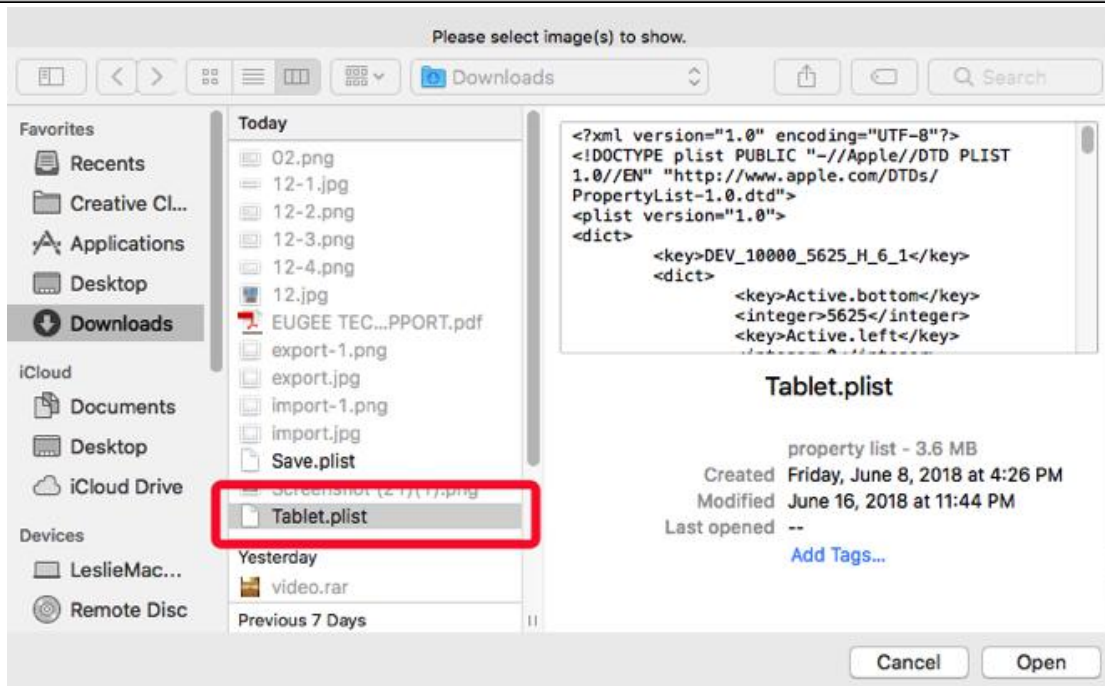 Please select image(s) to show.
Downloads
Search
Favorites
Recents
Creative Cl...
Applications
Desktop
Downloads
iCloud
Documents
Desktop
iCloud Drive
Devices
LeslieMac...
Remote Disc
Today
02.png
12-1.jpg
12-2.png
12-3.png
12-4.png
12.jpg
EUGEE TEC...PPORT.pdf
export-1.png
export.jpg
import-1.png
import.jpg
Save.plist
Screenshot (21)(1).png
Tablet.plist
Yesterday
video.rar
Previous 7 Days
<?xml version="1.0" encoding="UTF-8"?>
<!DOCTYPE plist PUBLIC "-//Apple//DTD PLIST
1.0//EN" "http://www.apple.com/DTDs/
PropertyList-1.0.dtd">
<plist version="1.0">
<dict>
<key>DEV_10000_5625_H_6_1</key>
<dict>
<key>Active.bottom</key>
<integer>5625</integer>
<key>Active.left</key>
Tablet.plist
property list - 3.6 MB
Created Friday, June 8, 2018 at 4:26 PM
Modified June 16, 2018 at 11:44 PM
Last opened --
Add Tags...
Cancel
Open